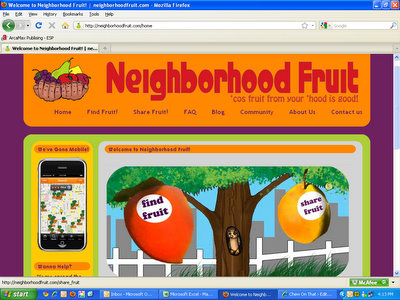 Welcome to Neighborhood Fruit! | neighborhoodfruit.com - Mozilla Firefox
File Edit View History Bookmarks Tools Help
http://neighborhoodfruit.com/home
Google
ArcaMax Publishing - ESP
Welcome to Neighborhood Fruit! | ne...
Neighborhood Fruit
'cos fruit from your 'hood is good!
Home Find Fruit! Share Fruit! FAQ Blog Community About Us Contact us
We've Gone Mobile!
Welcome to Neighborhood Fruit!
find
fruit
share
fruit
Wanna Help?
http://neighborhoodfruit.com/share_fruit
McAfee
start
Inbox - Microsoft O...
Microsoft Excel - Ma...
Welcome to Neighbor...
Chew On That :: Edit...
4:13 PM